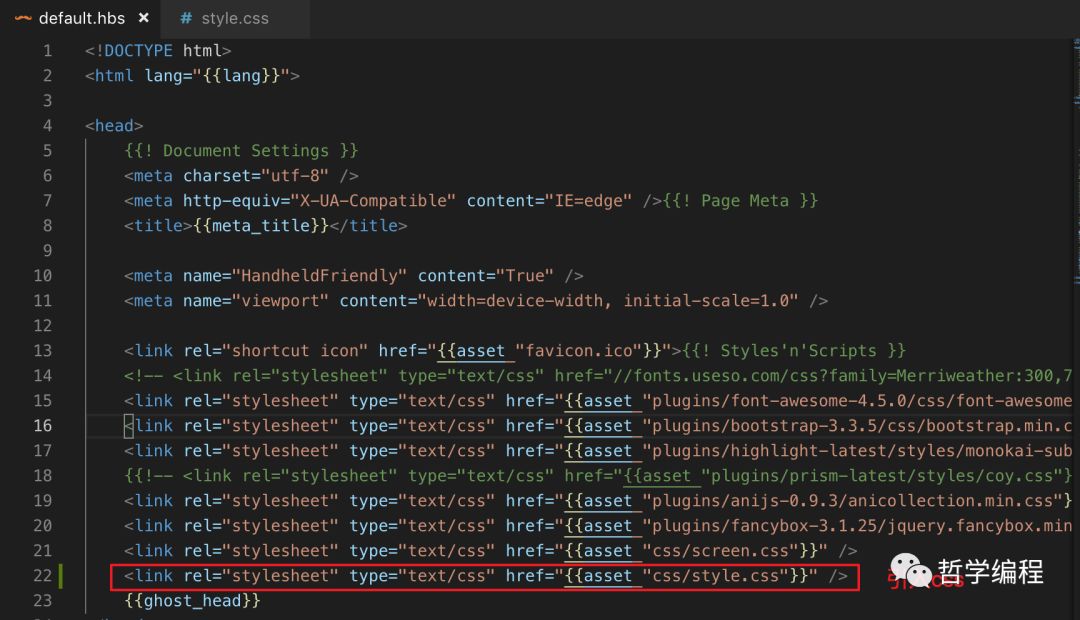 default.hbs ×
# style.css
1 <!DOCTYPE html>
2 <html lang="{{lang}}">
3
4 <head>
5 {{! Document Settings }}
6 <meta charset="utf-8" />
7 <meta http-equiv="X-UA-Compatible" content="IE=edge" />{{! Page Meta }}
8 <title>{{meta_title}}</title>
9
10 <meta name="HandheldFriendly" content="True" />
11 <meta name="viewport" content="width=device-width, initial-scale=1.0" />
12
13 <link rel="shortcut icon" href="{{asset "favicon.ico"}}">{{! Styles'n'Scripts }}
14 <!-- <link rel="stylesheet" type="text/css" href="//fonts.useso.com/css?family=Merriweather:300,7
15 <link rel="stylesheet" type="text/css" href="{{asset "plugins/font-awesome-4.5.0/css/font-awesome
16 <link rel="stylesheet" type="text/css" href="{{asset "plugins/bootstrap-3.3.5/css/bootstrap.min.c
17 <link rel="stylesheet" type="text/css" href="{{asset "plugins/highlight-latest/styles/monokai-sub
18 {{!-- <link rel="stylesheet" type="text/css" href="{{asset "plugins/prism-latest/styles/coy.css"}
19 <link rel="stylesheet" type="text/css" href="{{asset "plugins/anijs-0.9.3/anicollection.min.css"}
20 <link rel="stylesheet" type="text/css" href="{{asset "plugins/fancybox-3.1.25/jquery.fancybox.min
21 <link rel="stylesheet" type="text/css" href="{{asset "css/screen.css"}}" />
22 <link rel="stylesheet" type="text/css" href="{{asset "css/style.css"}}" />
哲学编程
23 {{ghost_head}}